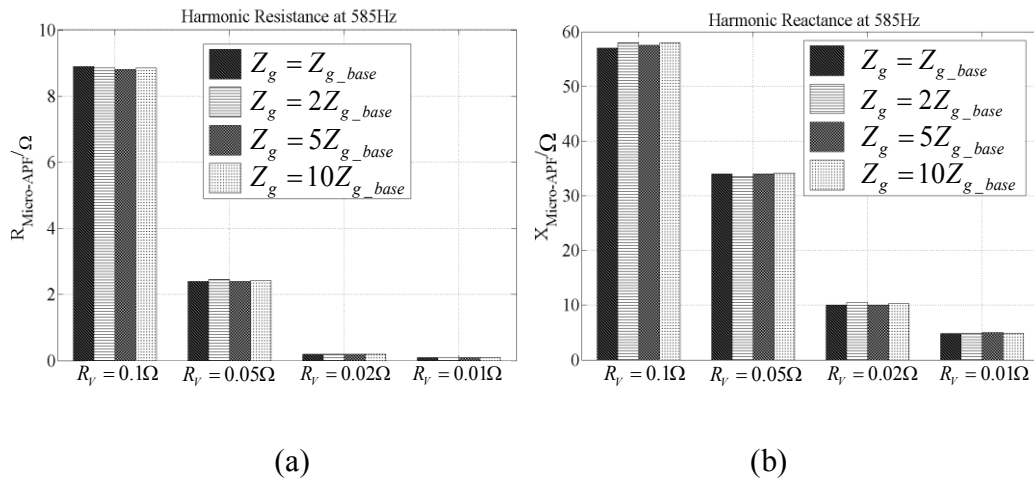 Harmonic Resistance at 585Hz
10
8
6
4
2
0
R_Micro-APF/Ω
Z_g = Z_g_base
Z_g = 2Z_g_base
Z_g = 5Z_g_base
Z_g = 10Z_g_base
R_V = 0.1Ω R_V = 0.05Ω R_V = 0.02Ω R_V = 0.01Ω
(a)
Harmonic Reactance at 585Hz
60
50
40
30
20
10
0
X_Micro-APF/Ω
Z_g = Z_g_base
Z_g = 2Z_g_base
Z_g = 5Z_g_base
Z_g = 10Z_g_base
R_V = 0.1Ω R_V = 0.05Ω R_V = 0.02Ω R_V = 0.01Ω
(b)